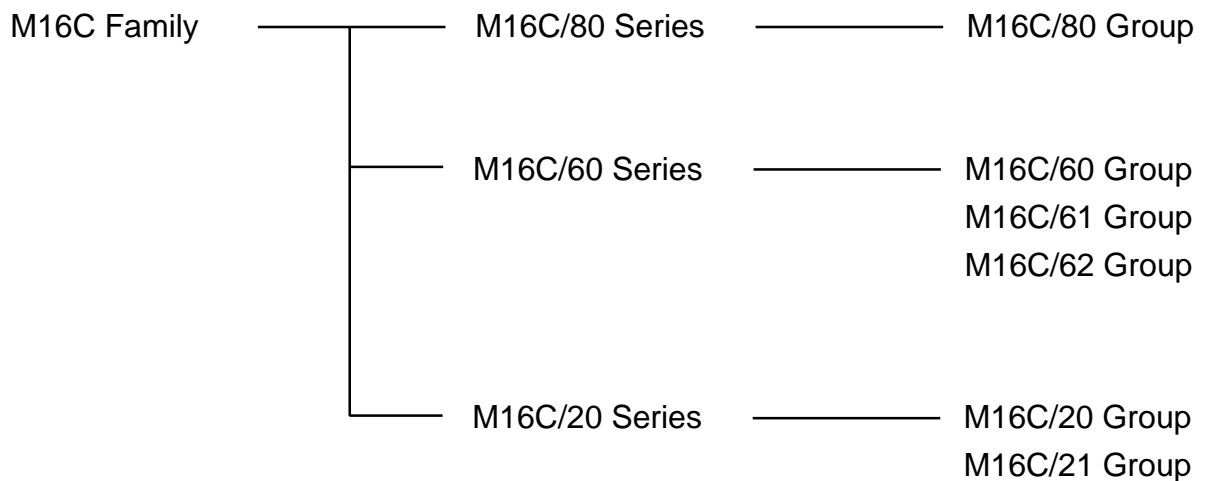 M16C Family M16C/80 Series M16C/80 Group
M16C/60 Series M16C/60 Group
M16C/61 Group
M16C/62 Group
M16C/20 Series M16C/20 Group
M16C/21 Group